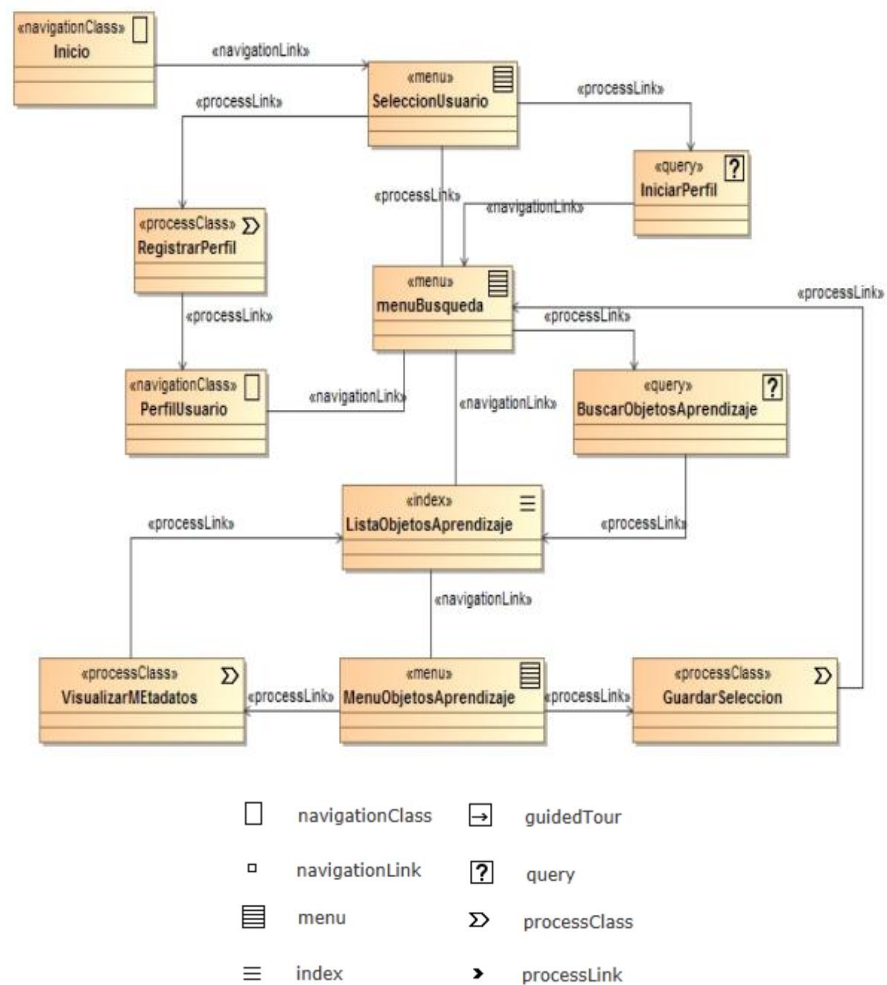 «navigationClass»
Inicio
«navigationLink»
«menu»
SeleccionUsuario
«processLink»
«processLink»
«query»
IniciarPerfil
«processLink»
«navigationLink»
«processClass»
RegistrarPerfil
«menu»
menuBusqueda
«processLink»
«processLink»
«processLink»
«navigationClass»
PerfilUsuario
«navigationLink»
«navigationLink»
«query»
BuscarObjetosAprendizaje
«index»
ListaObjetosAprendizaje
«processLink»
«processLink»
«navigationLink»
«processClass»
VisualizarMEtadatos
«processLink»
«menu»
MenuObjetosAprendizaje
«processLink»
«processClass»
GuardarSeleccion
navigationClass
guidedTour
navigationLink
query
menu
processClass
index
processLink